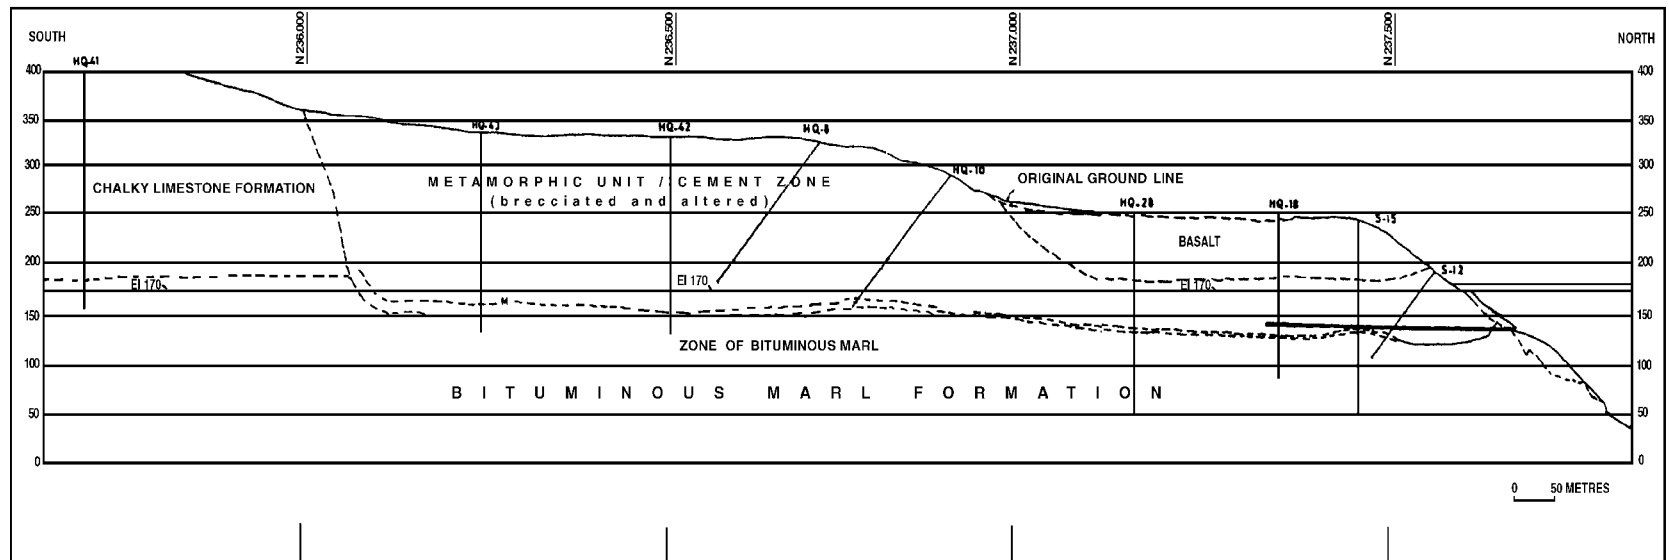 N 236.000
N 236.500
N 237.000
N 237.500
SOUTH
NORTH
HQ-41
400
400
350
HQ-43
HQ-42
HQ-8
350
300
HQ-10
300
CHALKY LIMESTONE FORMATION
METAMORPHIC UNIT / CEMENT ZONE
(brecciated and altered)
ORIGINAL GROUND LINE
HQ-28
HQ-18
250
S-15
250
BASALT
200
S-12
200
El 170
El 170
El 170
M
150
150
ZONE OF BITUMINOUS MARL
100
100
BITUMINOUS MARL FORMATION
50
50
0
0
0 50 METRES